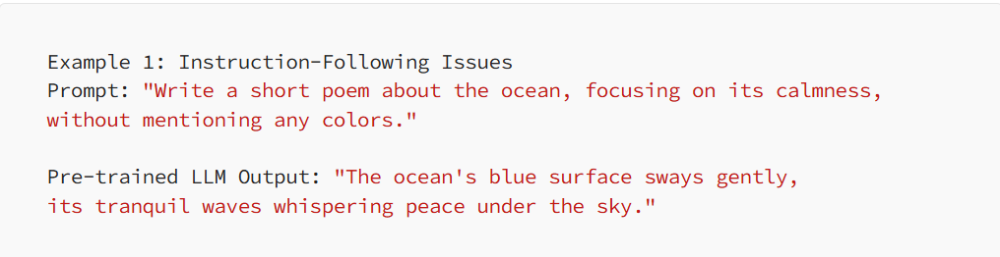 Example 1: Instruction-Following Issues
Prompt: "Write a short poem about the ocean, focusing on its calmness,
without mentioning any colors."
Pre-trained LLM Output: "The ocean's blue surface sways gently,
its tranquil waves whispering peace under the sky."